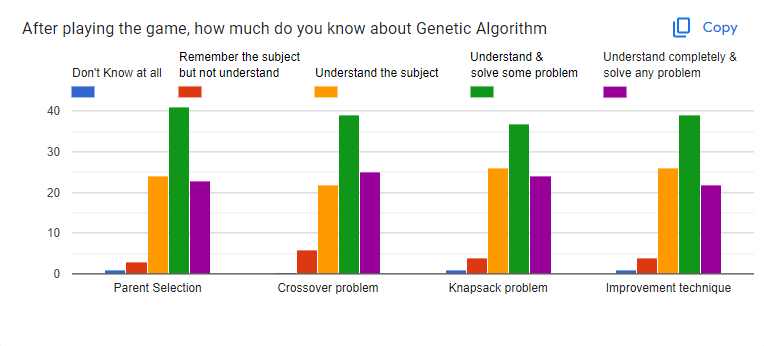 After playing the game, how much do you know about Genetic Algorithm
Copy
Don't Know at all
Remember the subject
but not understand
Understand the subject
Understand &
solve some problem
Understand completely &
solve any problem
40
30
20
10
0
Parent Selection
Crossover problem
Knapsack problem
Improvement technique